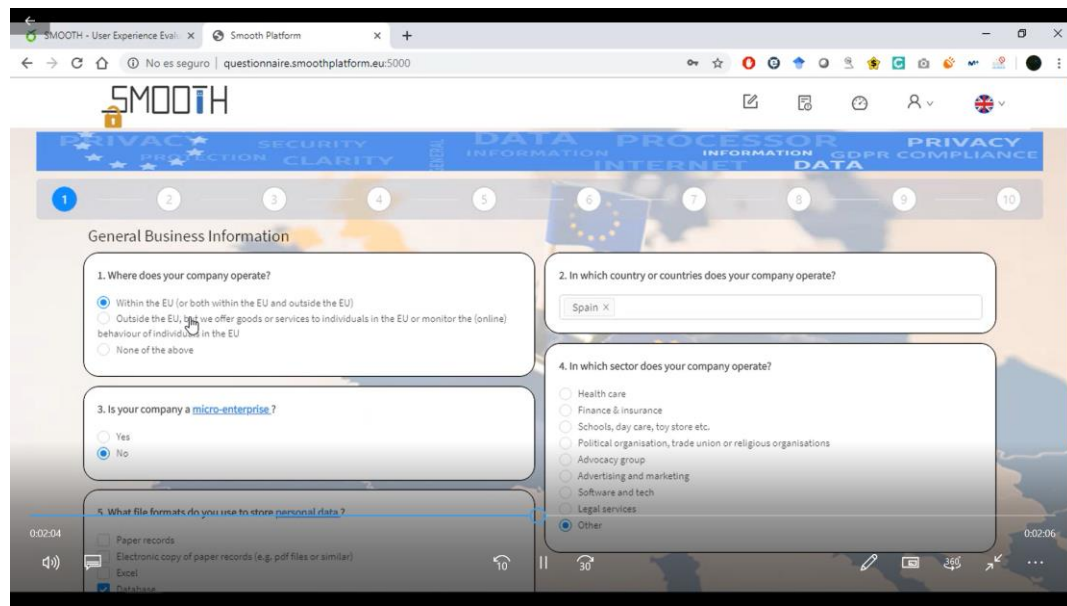 SMOOTH - User Experience Evalu
Smooth Platform
No es seguro | questionnaire.smoothplatform.eu:5000
SMOOTH
PRIVACY
PROTECTION
SECURITY
CLARITY
GENERAL
DATA
INFORMATION
PROCESSOR
INTERNET
INFORMATION
DATA
GDPR COMPLIANCE
PRIVACY
1 2 3 4 5 6 7 8 9 10
General Business Information
1. Where does your company operate?
Within the EU (or both within the EU and outside the EU)
Outside the EU, but we offer goods or services to individuals in the EU or monitor the (online)
behaviour of individuals in the EU
None of the above
2. In which country or countries does your company operate?
Spain ×
3. Is your company a micro-enterprise ?
Yes
No
4. In which sector does your company operate?
Health care
Finance & insurance
Schools, day care, toy store etc.
Political organisation, trade union or religious organisations
Advocacy group
Advertising and marketing
Software and tech
Legal services
Other
5. What file formats do you use to store personal data ?
Paper records
Electronic copy of paper records (e.g. pdf files or similar)
Excel
Database
0:02:04
0:02:06
10
30
360